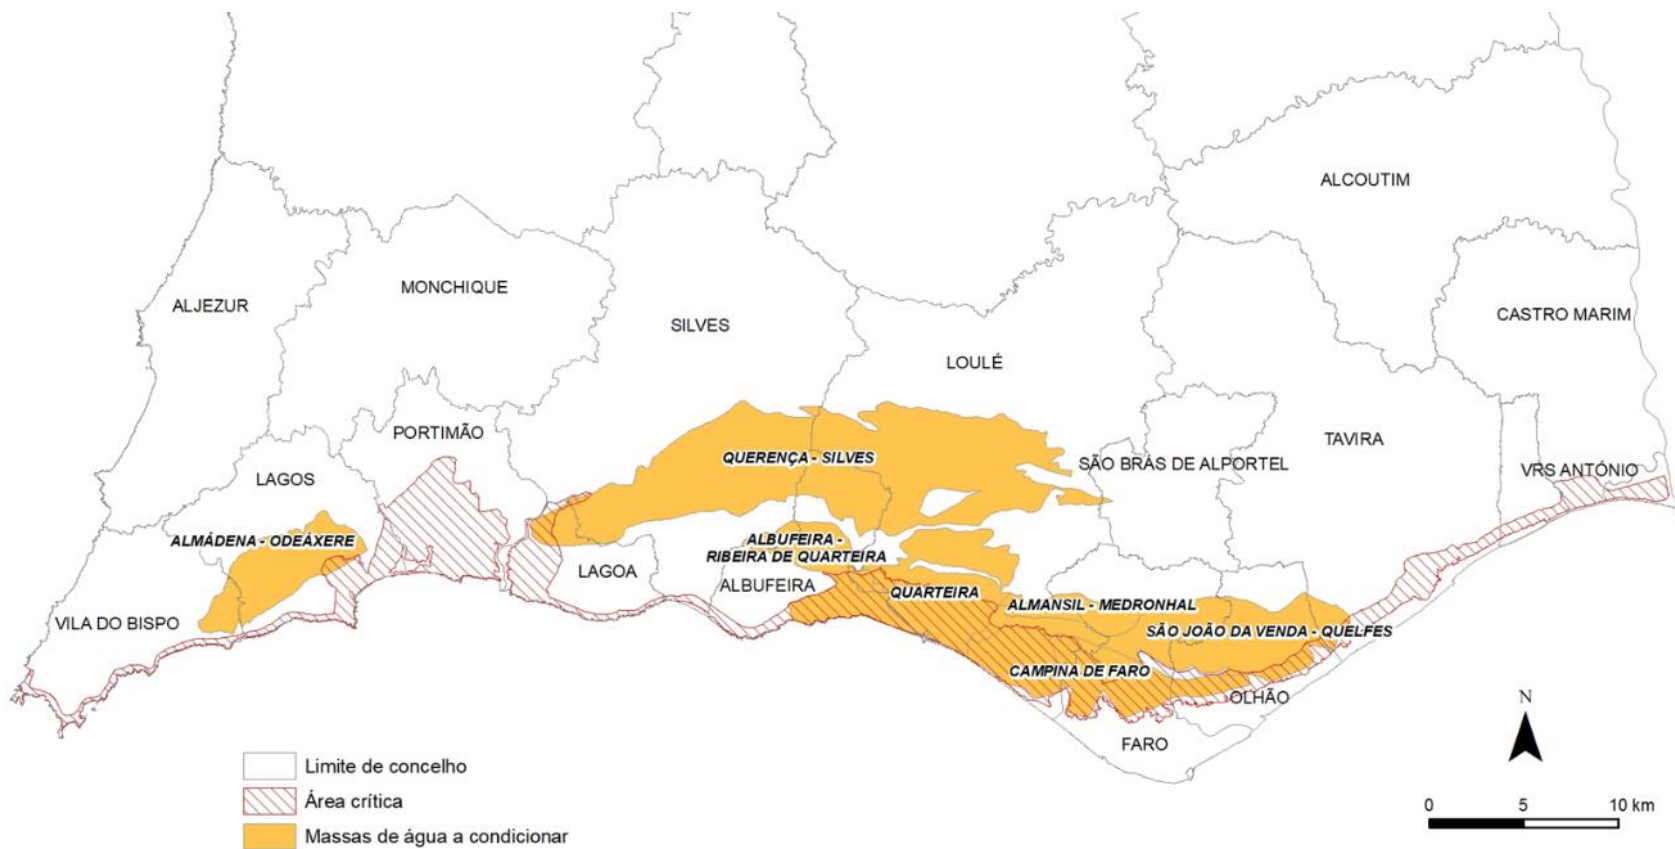 ALCOUTIM
MONCHIQUE
ALJEZUR
CASTRO MARIM
SILVES
LOULÉ
PORTIMÃO
TAVIRA
QUERENÇA - SILVES
SÃO BRÁS DE ALPORTEL
VRS ANTÓNIO
LAGOS
ALMÁDENA - ODEÁXERE
ALBUFEIRA -
RIBEIRA DE QUARTEIRA
LAGOA
ALBUFEIRA
QUARTEIRA
ALMANSIL - MEDRONHAL
VILA DO BISPO
SÃO JOÃO DA VENDA - QUELFES
CAMPINA DE FARO
OLHÃO
N
FARO
Limite de concelho
Área crítica
Massas de água a condicionar
0 5 10 km